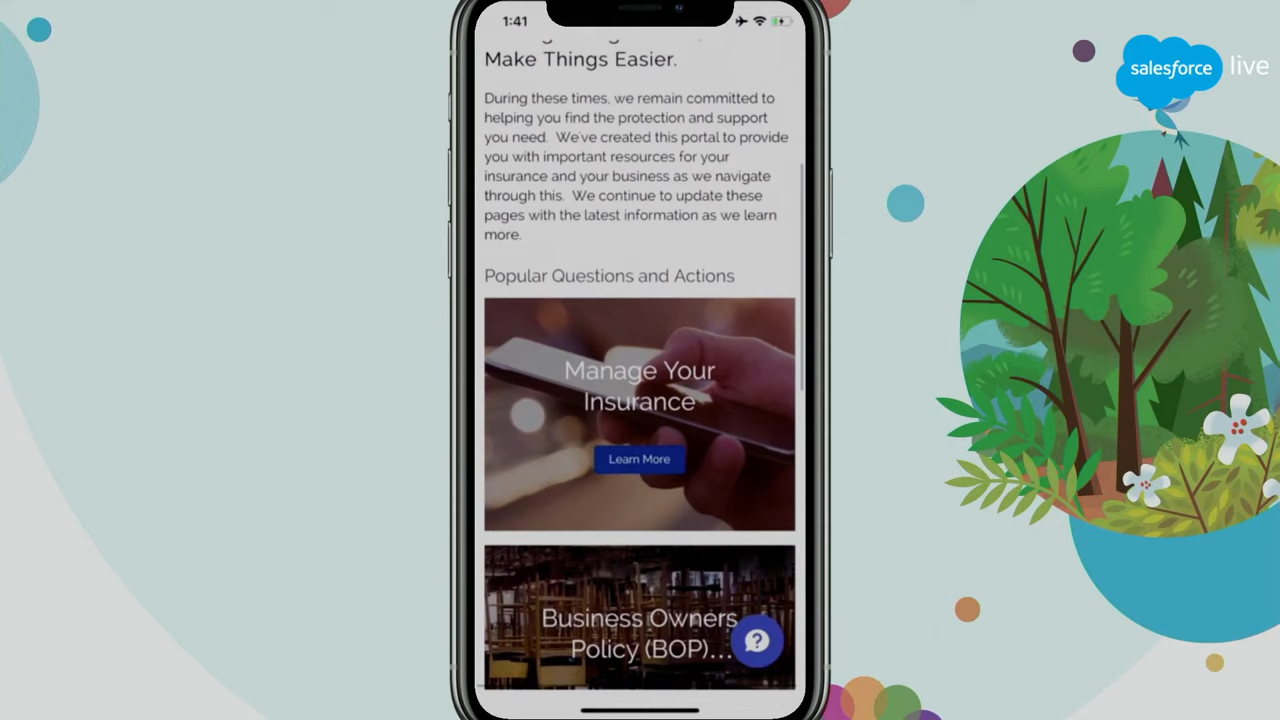 1:41
salesforce live
Make Things Easier.
During these times, we remain committed to
helping you find the protection and support
you need.  We've created this portal to provide
you with important resources for your
insurance and your business as we navigate
through this.  We continue to update these
pages with the latest information as we learn
more.
Popular Questions and Actions
Manage Your
Insurance
Learn More
Business Owners
Policy (BOP)...